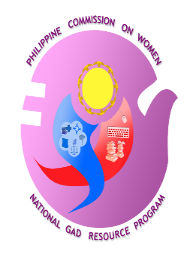 PHILIPPINE COMMISSION ON WOMEN
NATIONAL GAD RESOURCE PROGRAM